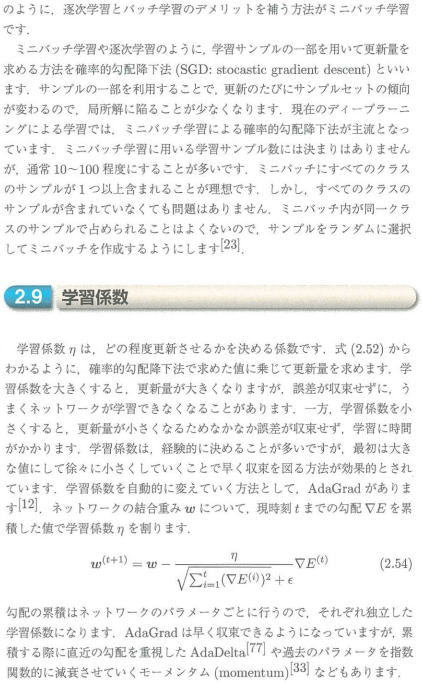 のように，逐次学習とバッチ学習のデメリットを補う方法がミニバッチ学習
です．
ミニバッチ学習や逐次学習のように，学習サンプルの一部を用いて更新量を
求める方法を確率的勾配降下法 (SGD: stocastic gradient descent) といい
ます．サンプルの一部を利用することで，更新のたびにサンプルセットの傾向
が変わるので，局所解に陥ることが少なくなります．現在のディープラーニ
ングによる学習では，ミニバッチ学習による確率的勾配降下法が主流となっ
ています．ミニバッチ学習に用いる学習サンプル数には決まりはありません
が，通常 10～100 程度にすることが多いです．ミニバッチにすべてのクラス
のサンプルが 1 つ以上含まれることが理想です．しかし，すべてのクラスの
サンプルが含まれていなくても問題はありません．ミニバッチ内が同一クラ
スのサンプルで占められることはよくないので，サンプルをランダムに選択
してミニバッチを作成するようにします[23]．
2.9 学習係数
学習係数 η は，どの程度更新させるかを決める係数です．式 (2.52) から
わかるように，確率的勾配降下法で求めた値に乗じて更新量を求めます．学
習係数を大きくすると，更新量が大きくなりますが，誤差が収束せずに，う
まくネットワークが学習できなくなることがあります．一方，学習係数を小
さくすると，更新量が小さくなるためなかなか誤差が収束せず，学習に時間
がかかります．学習係数は，経験的に決めることが多いですが，最初は大き
な値にして徐々に小さくしていくことで早く収束を図る方法が効果的とされ
ています．学習係数を自動的に変えていく方法として，AdaGrad がありま
す[12]．ネットワークの結合重み w について，現時刻 t までの勾配 ∇E を累
積した値で学習係数 η を割ります．
w^(t+1) = w − η / (√(∑_{i=1}^{t}(∇E^(i))²) + ϵ) ∇E^(t) (2.54)
勾配の累積はネットワークのパラメータごとに行うので，それぞれ独立した
学習係数になります．AdaGrad は早く収束できるようになっていますが，累
積する際に直近の勾配を重視した AdaDelta[77] や過去のパラメータを指数
関数的に減衰させていくモーメンタム (momentum)[33] などもあります．